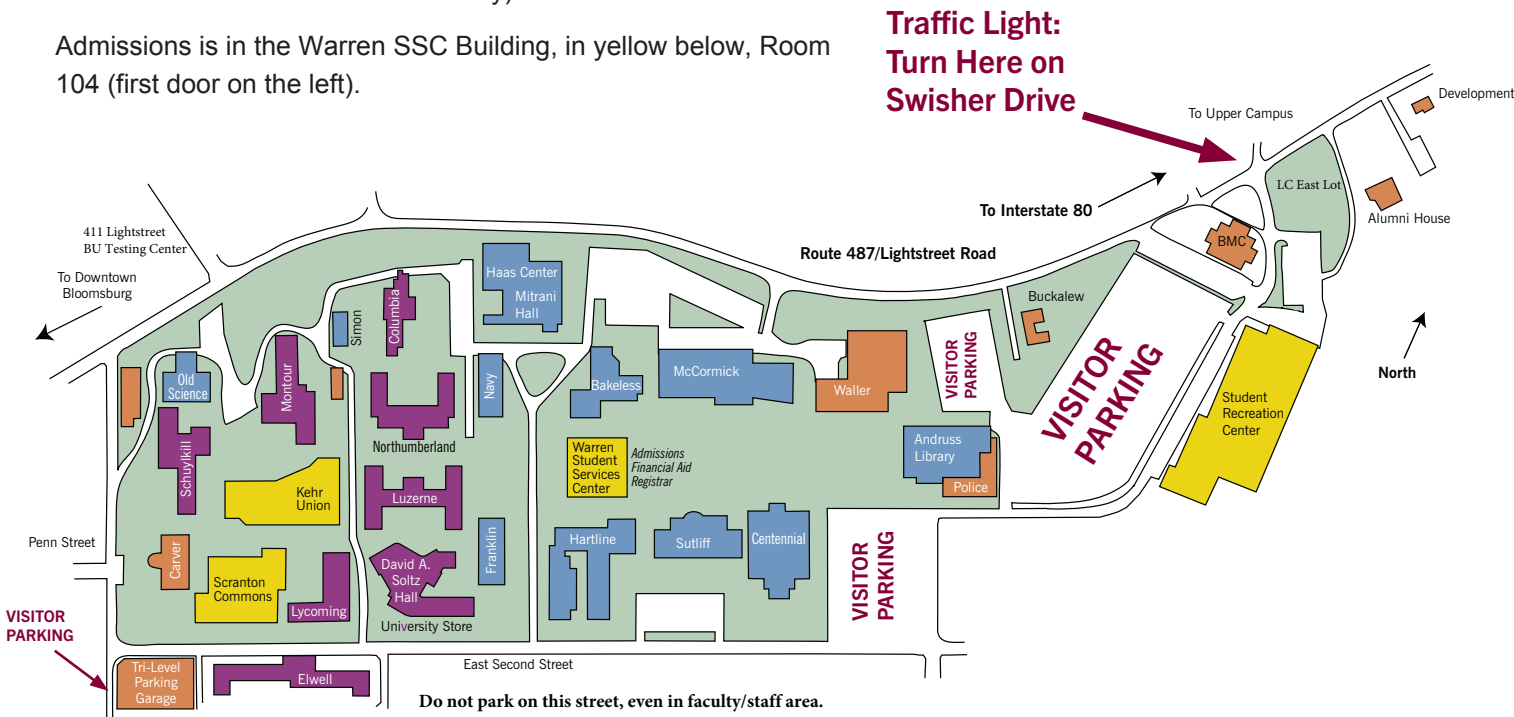 Traffic Light:
Turn Here on
Swisher Drive
Admissions is in the Warren SSC Building, in yellow below, Room
104 (first door on the left).
Development
To Upper Campus
LC East Lot
Alumni House
To Interstate 80
BMC
Route 487/Lightstreet Road
411 Lightstreet
BU Testing Center
To Downtown
Bloomsburg
Haas Center
Mitrani
Hall
Simon
Columbia
Buckalew
North
Old
Science
Montour
Navy
Bakeless
McCormick
Waller
VISITOR
PARKING
VISITOR
PARKING
Student
Recreation
Center
Northumberland
Warren
Student
Services
Center
Admissions
Financial Aid
Registrar
Andruss
Library
Police
Schuylkill
Kehr
Union
Luzerne
Franklin
Hartline
Sutliff
Centennial
VISITOR
PARKING
Penn Street
Carver
Scranton
Commons
Lycoming
David A.
Soltz
Hall
University Store
VISITOR
PARKING
Tri-Level
Parking
Garage
Elwell
East Second Street
Do not park on this street, even in faculty/staff area.